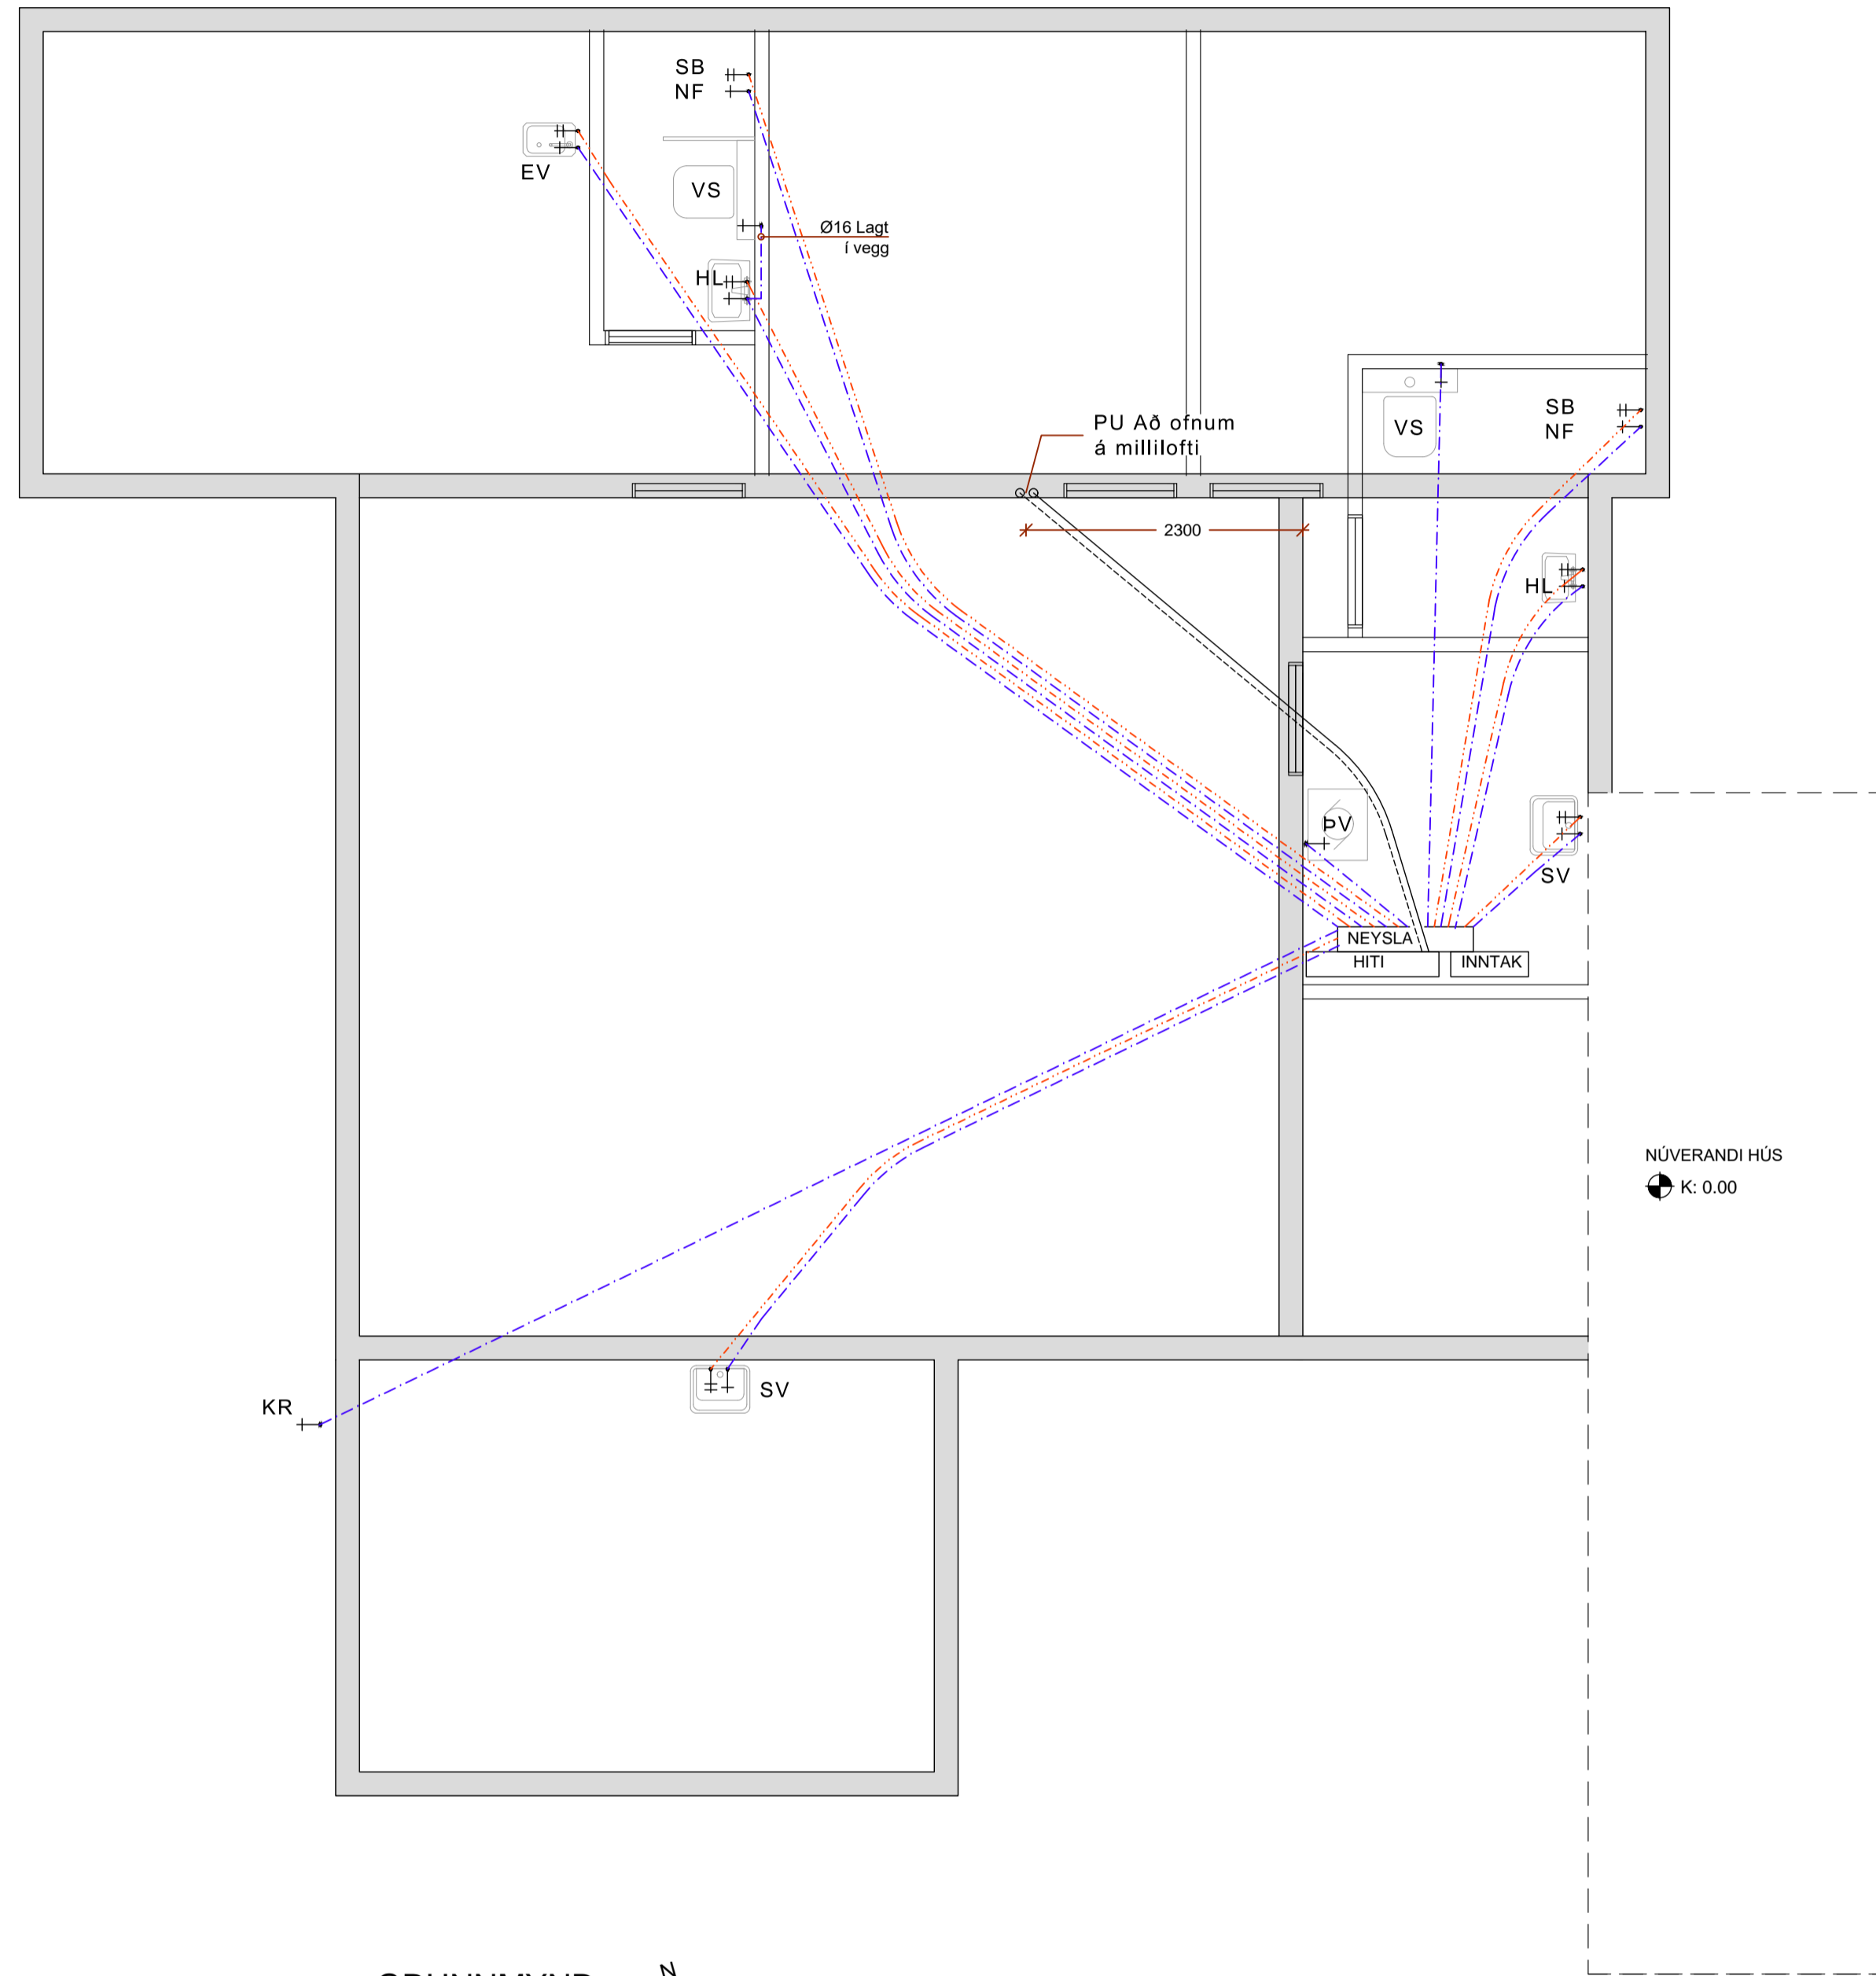 SB
NF
EV
VS
Ø16 Lagt
í vegg
HL
PU Að ofnum
á millilofti
SB
NF
VS
2300
HL
ÞV
SV
NEYSLA
HITI
INNTAK
NÚVERANDI HÚS
K: 0.00
KR
SV
GRUNNMYND
N